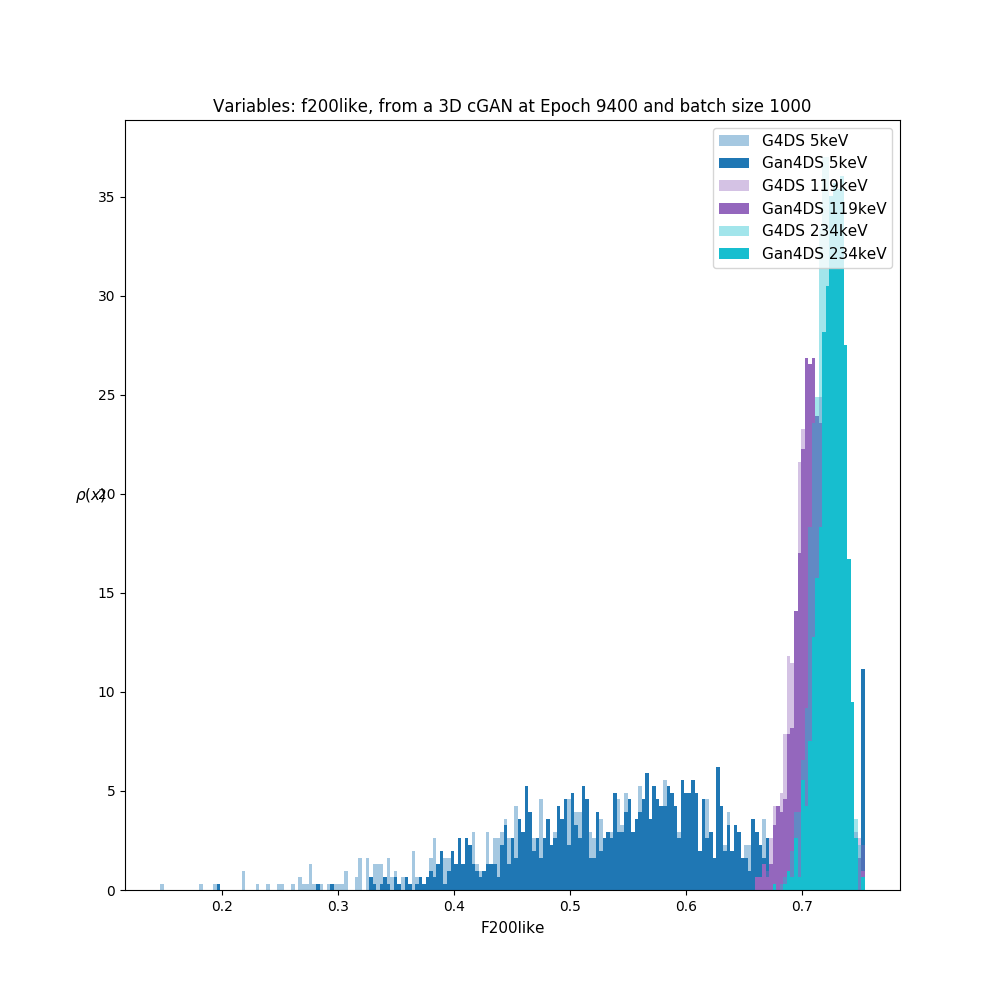 Variables: f200like, from a 3D cGAN at Epoch 9400 and batch size 1000
G4DS 5keV
Gan4DS 5keV
G4DS 119keV
Gan4DS 119keV
G4DS 234keV
Gan4DS 234keV
35
30
25
ρ(x)
20
15
10
5
0
0.2 0.3 0.4 0.5 0.6 0.7
F200like